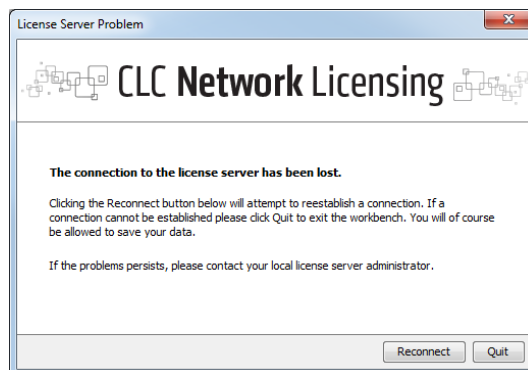 License Server Problem
CLC Network Licensing
The connection to the license server has been lost.
Clicking the Reconnect button below will attempt to reestablish a connection. If a
connection cannot be established please click Quit to exit the workbench. You will of course
be allowed to save your data.
If the problems persists, please contact your local license server administrator.
Reconnect Quit